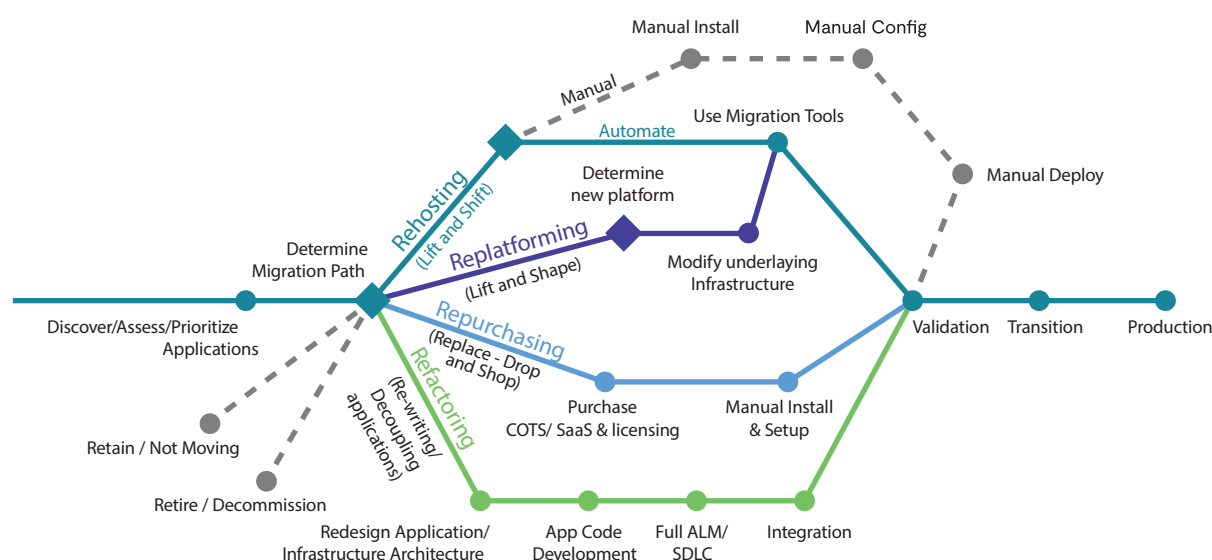 Manual Install
Manual Config
Manual
Use Migration Tools
Automate
Manual Deploy
Determine
new platform
Rehosting
(Lift and Shift)
Determine
Migration Path
Replatforming
(Lift and Shape)
Modify underlaying
Infrastructure
Discover/Assess/Prioritize
Applications
Repurchasing
(Replace - Drop
and Shop)
Validation
Transition
Production
Refactoring
(Re-writing/
Decoupling
applications)
Purchase
COTS/ SaaS & licensing
Manual Install
& Setup
Retain / Not Moving
Retire / Decommission
Redesign Application/
Infrastructure Architecture
App Code
Development
Full ALM/
SDLC
Integration